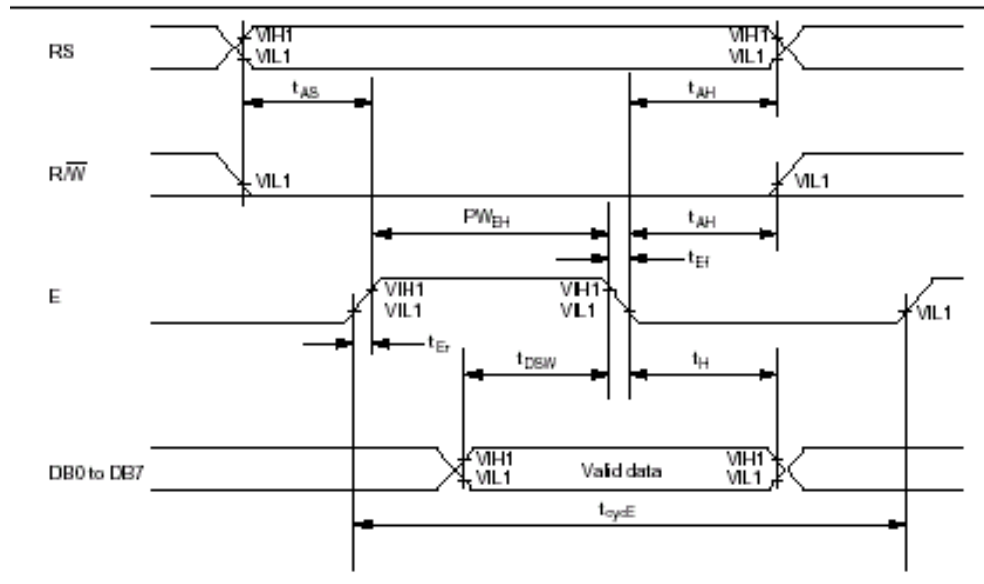 RS
VIH1
VIL1
VIH1
VIL1
tAS
tAH
R/W̅
VIL1
VIL1
PWEH
tAH
tEf
E
VIH1
VIL1
VIH1
VIL1
VIL1
tEr
tDSW
tH
DB0 to DB7
VIH1
VIL1
Valid data
VIH1
VIL1
tcycE